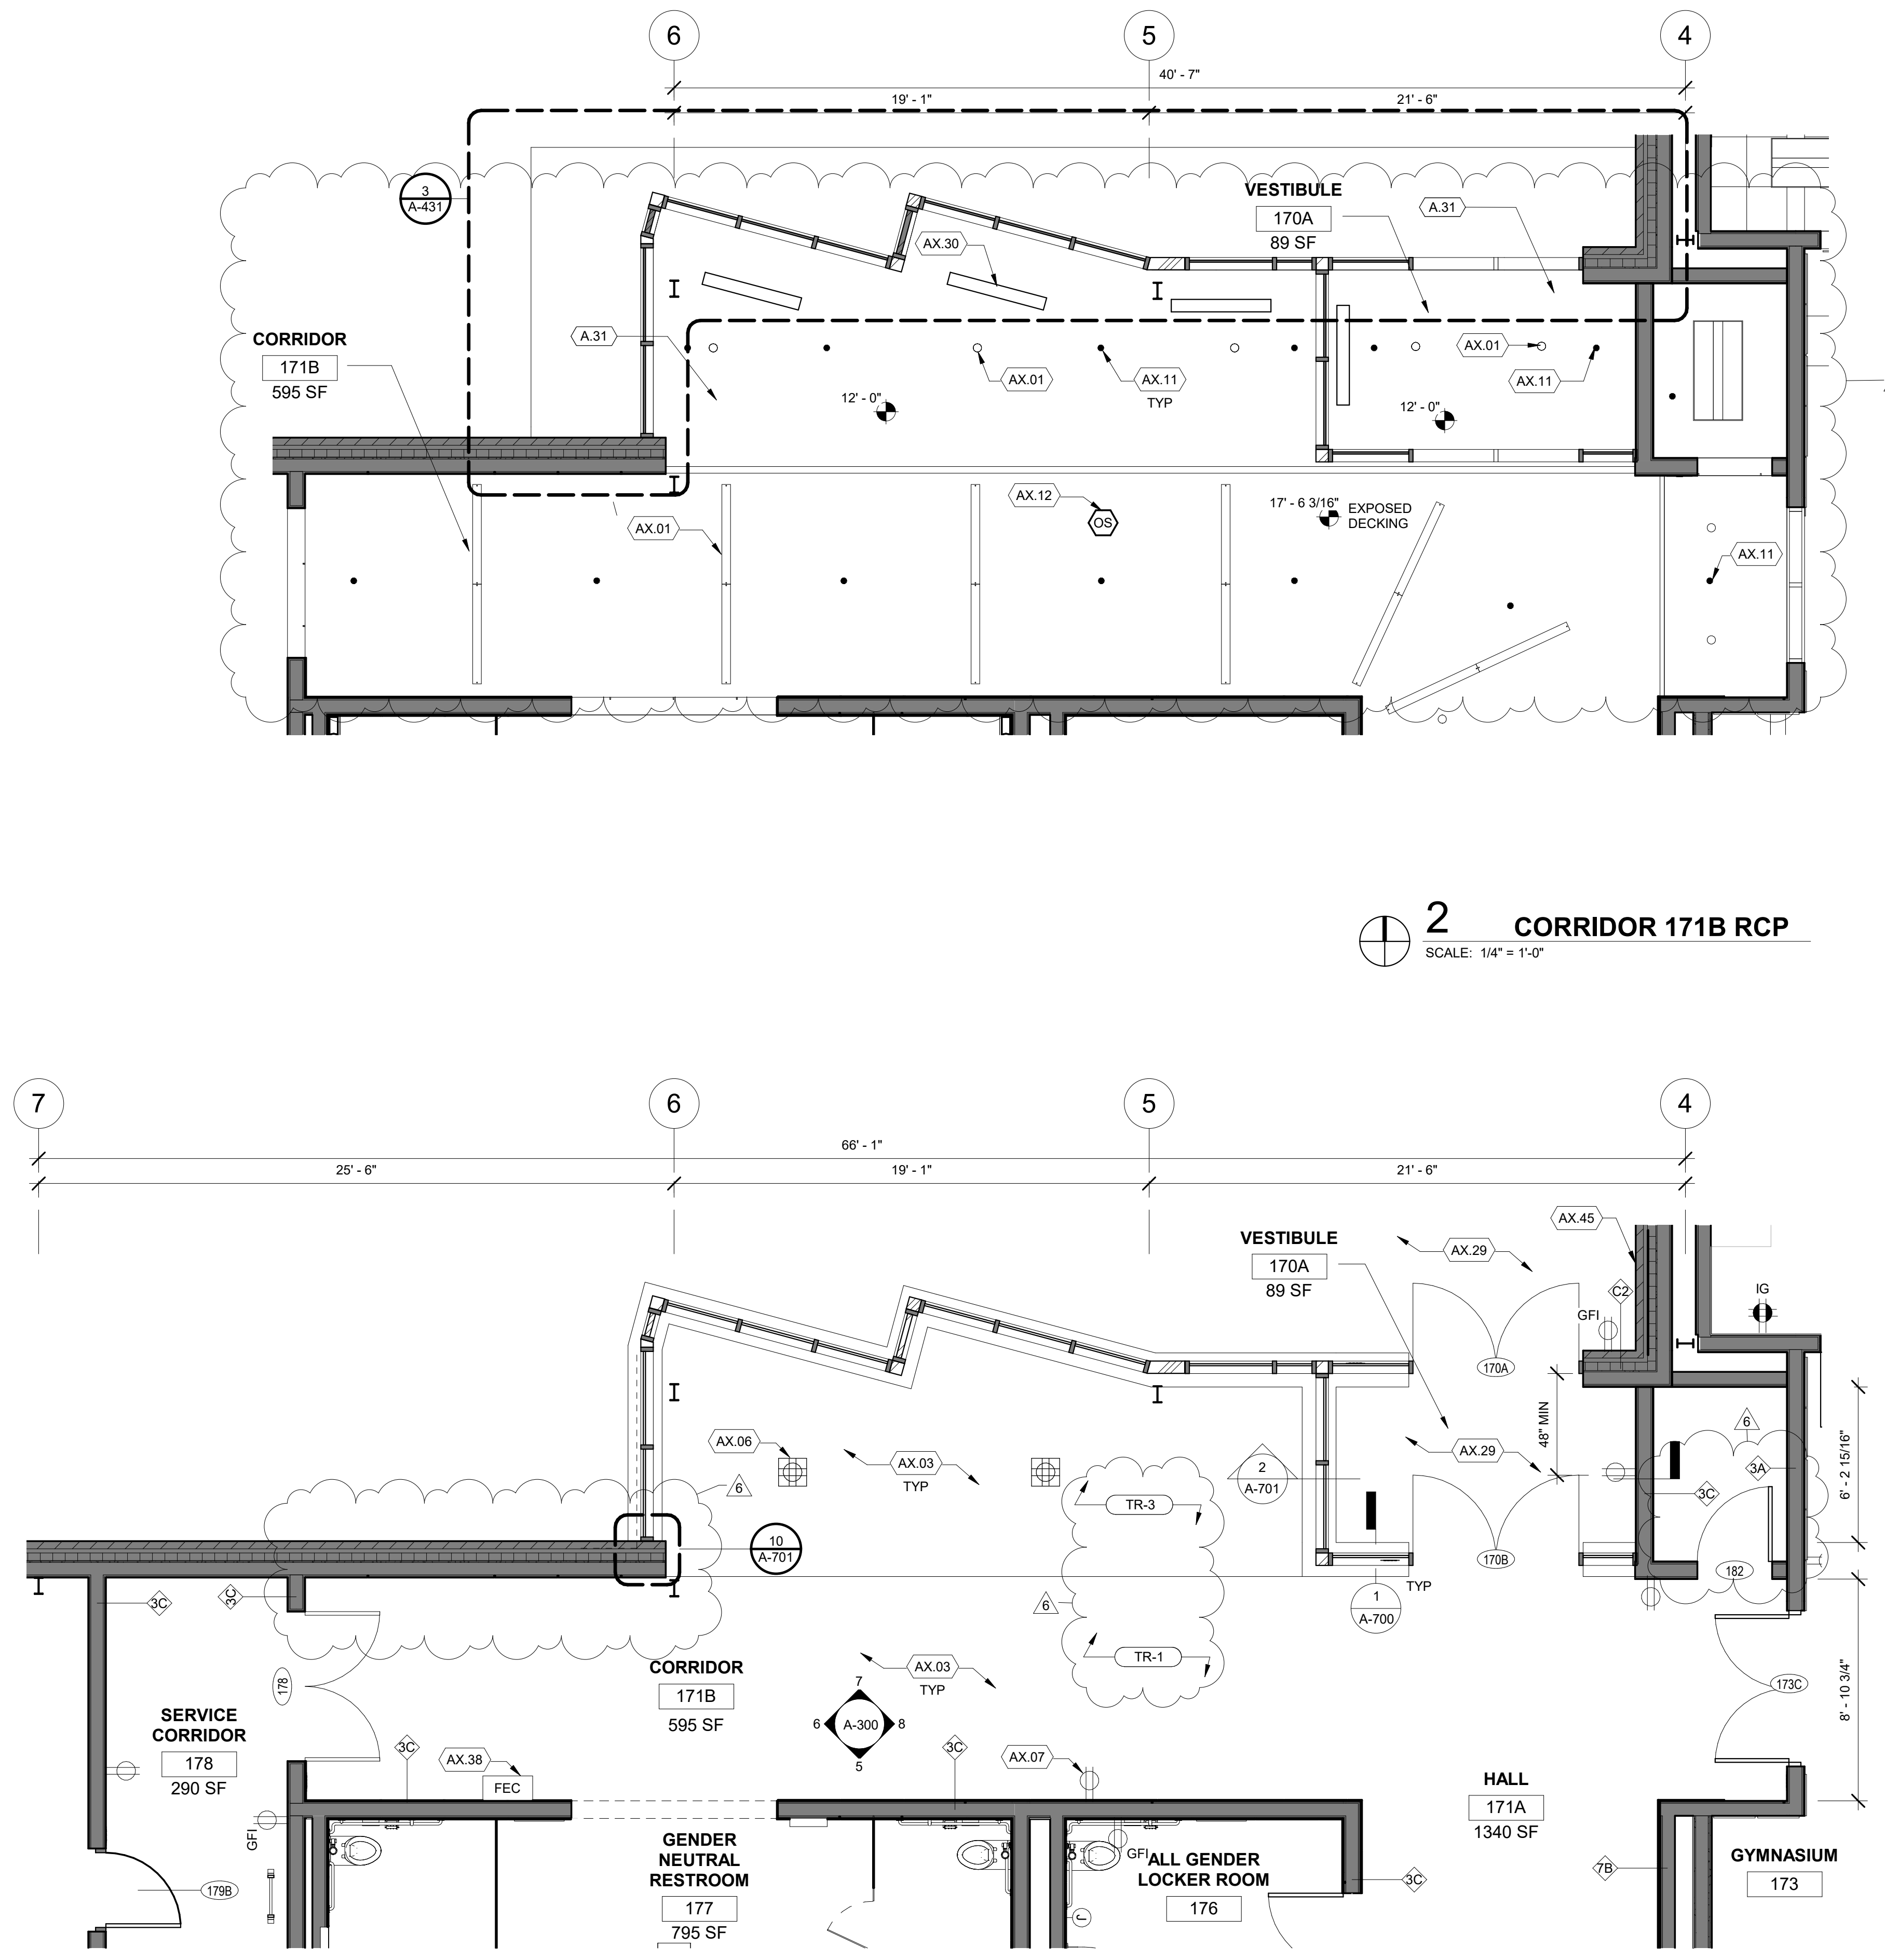 6
5
4
40' - 7"
19' - 1"
21' - 6"
3
A-431
VESTIBULE
170A
89 SF
A.31
AX.30
CORRIDOR
171B
595 SF
A.31
AX.01
AX.11
TYP
AX.01
AX.11
12' - 0"
12' - 0"
AX.12
OS
AX.01
17' - 6 3/16"
EXPOSED
DECKING
AX.11
2
CORRIDOR 171B RCP
SCALE: 1/4" = 1'-0"
7
6
5
4
66' - 1"
25' - 6"
19' - 1"
21' - 6"
AX.45
VESTIBULE
170A
89 SF
AX.29
C2
GFI
IG
170A
48" MIN
AX.06
AX.03
TYP
AX.29
6
2
A-701
3A
3C
6' - 2 15/16"
6
TR-3
10
A-701
170B
TYP
1
A-700
182
3C
3C
6
TR-1
178
CORRIDOR
171B
595 SF
AX.03
TYP
7
6
A-300
8
5
173C
8' - 10 3/4"
SERVICE
CORRIDOR
178
290 SF
3C
AX.38
FEC
3C
AX.07
HALL
171A
1340 SF
GFI
GENDER
NEUTRAL
RESTROOM
177
795 SF
GFI
ALL GENDER
LOCKER ROOM
176
J
3C
7B
GYMNASIUM
173
179B